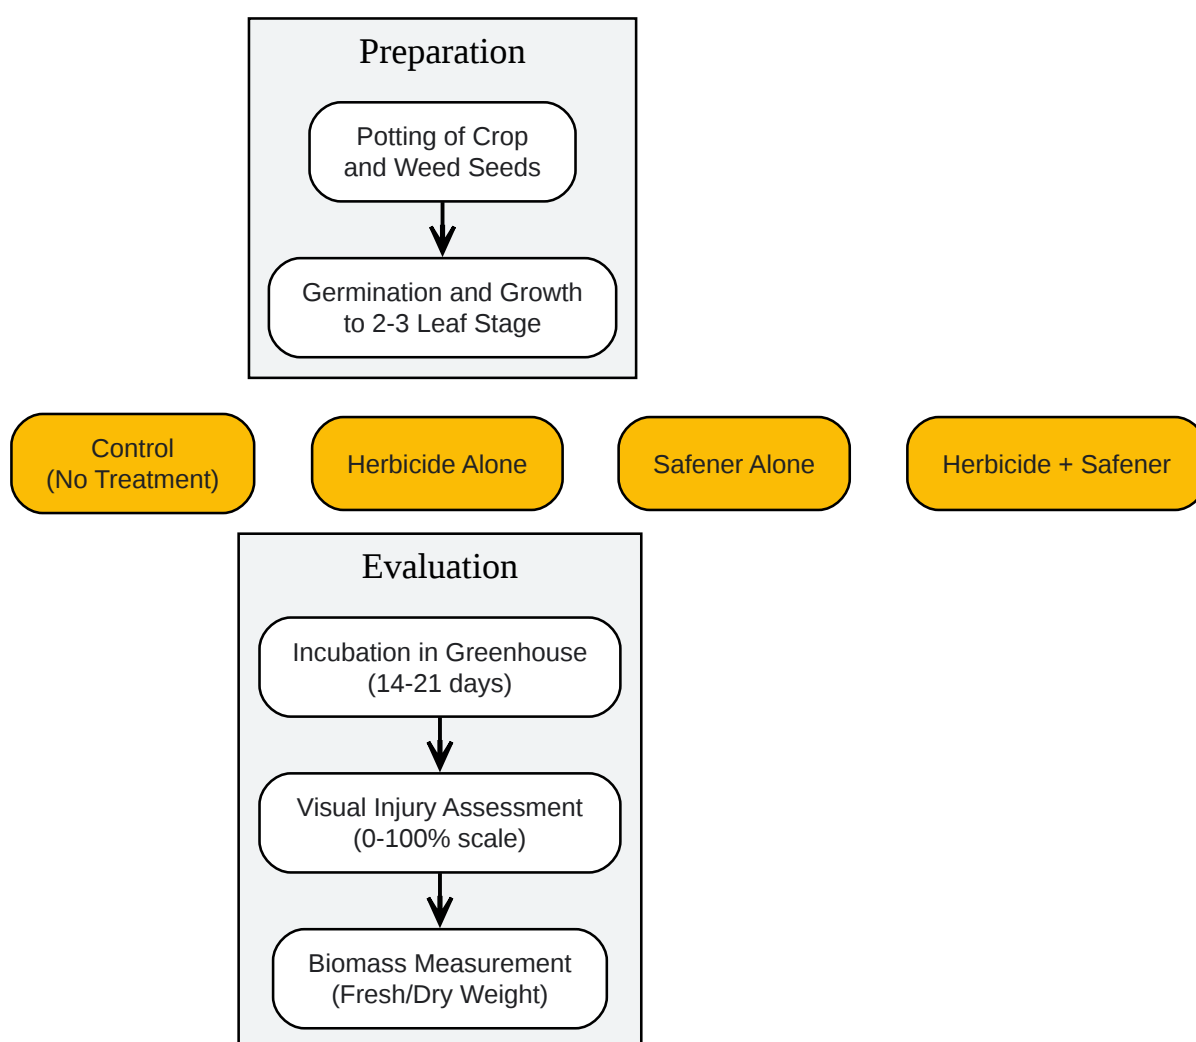 Preparation
Potting of Crop
and Weed Seeds
Germination and Growth
to 2-3 Leaf Stage
Control
(No Treatment)
Herbicide Alone
Safener Alone
Herbicide + Safener
Evaluation
Incubation in Greenhouse
(14-21 days)
Visual Injury Assessment
(0-100% scale)
Biomass Measurement
(Fresh/Dry Weight)